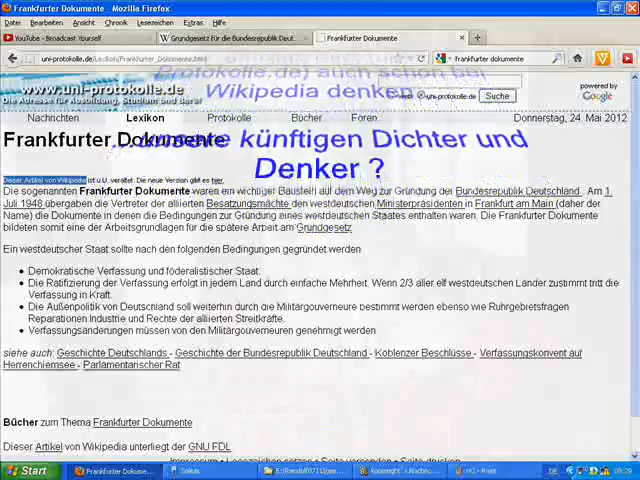 Frankfurter Dokumente - Mozilla Firefox
Datei Bearbeiten Ansicht Chronik Lesezeichen Extras Hilfe
YouTube - Broadcast Yourself
Grundgesetz für die Bundesrepublik Deut...
Frankfurter Dokumente
uni-protokolle.de/Lexikon/Frankfurter_Dokumente.html
frankfurter dokumente
Protokolle.de) auch schon bei
Wikipedia denken
www.uni-protokolle.de
Die Adresse für Ausbildung, Studium und Beruf
uni-protokolle.de Suche
powered by
Google
Nachrichten Lexikon Protokolle Bücher Foren
Donnerstag, 24. Mai 2012
Frankfurter Dokumente
künftigen Dichter und
Denker ?
Dieser Artikel von Wikipedia ist u.U. veraltet. Die neue Version gibt es hier.
Die sogenannten Frankfurter Dokumente waren ein wichtiger Baustein auf dem Weg zur Gründung der Bundesrepublik Deutschland . Am 1.
Juli 1948 übergaben die Vertreter der alliierten Besatzungsmächte den westdeutschen Ministerpräsidenten in Frankfurt am Main (daher der
Name) die Dokumente in denen die Bedingungen zur Gründung eines westdeutschen Staates enthalten waren. Die Frankfurter Dokumente
bildeten somit eine der Arbeitsgrundlagen für die spätere Arbeit am Grundgesetz
Ein westdeutscher Staat sollte nach den folgenden Bedingungen gegründet werden
Demokratische Verfassung und föderalistischer Staat.
Die Ratifizierung der Verfassung erfolgt in jedem Land durch einfache Mehrheit. Wenn 2/3 aller elf westdeutschen Länder zustimmt tritt die
Verfassung in Kraft.
Die Außenpolitik von Deutschland soll weiterhin durch die Militärgouverneure bestimmt werden ebenso wie Ruhrgebietsfragen
Reparationen Industrie und Rechte der alliierten Streitkräfte.
Verfassungsänderungen müssen von den Militärgouverneuren genehmigt werden
siehe auch: Geschichte Deutschlands - Geschichte der Bundesrepublik Deutschland - Koblenzer Beschlüsse - Verfassungskonvent auf
Herrenchiemsee - Parlamentarischer Rat
Bücher zum Thema Frankfurter Dokumente
Dieser Artikel von Wikipedia unterliegt der GNU FDL
Impressum • Lesezeichen setzen • Seite versenden • Seite drucken
Start
Frankfurter Dokume...
DE